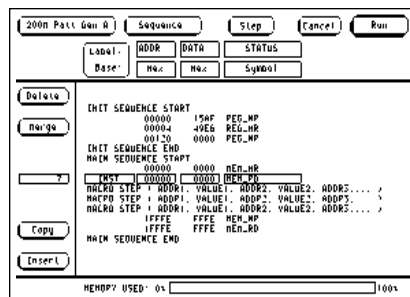 200M Patt Gen A Sequence Step Cancel Run
Label: ADDR DATA STATUS
Base: Hex Hex Symbol
Delete
INIT SEQUENCE START
00000 15AF REG_WR
Merge 00004 49E6 REG_WR
00120 0000 REG_WR
INIT SEQUENCE END
MAIN SEQUENCE START
00000 0000 MEM_WR
7 INST 00000 0000 MEM_RD
MACRO STEP ( ADDR1, VALUE1, ADDR2, VALUE2, ADDR3.... )
MACRO STEP ( ADDR1, VALUE1, ADDR2, VALUE2, ADDR3.... )
MACRO STEP ( ADDR1, VALUE1, ADDR2, VALUE2, ADDR3.... )
Copy 1FFFE FFFE MEM_WR
1FFFE FFFE MEM_RD
MAIN SEQUENCE END
Insert
MEMORY USED: 0% 100%